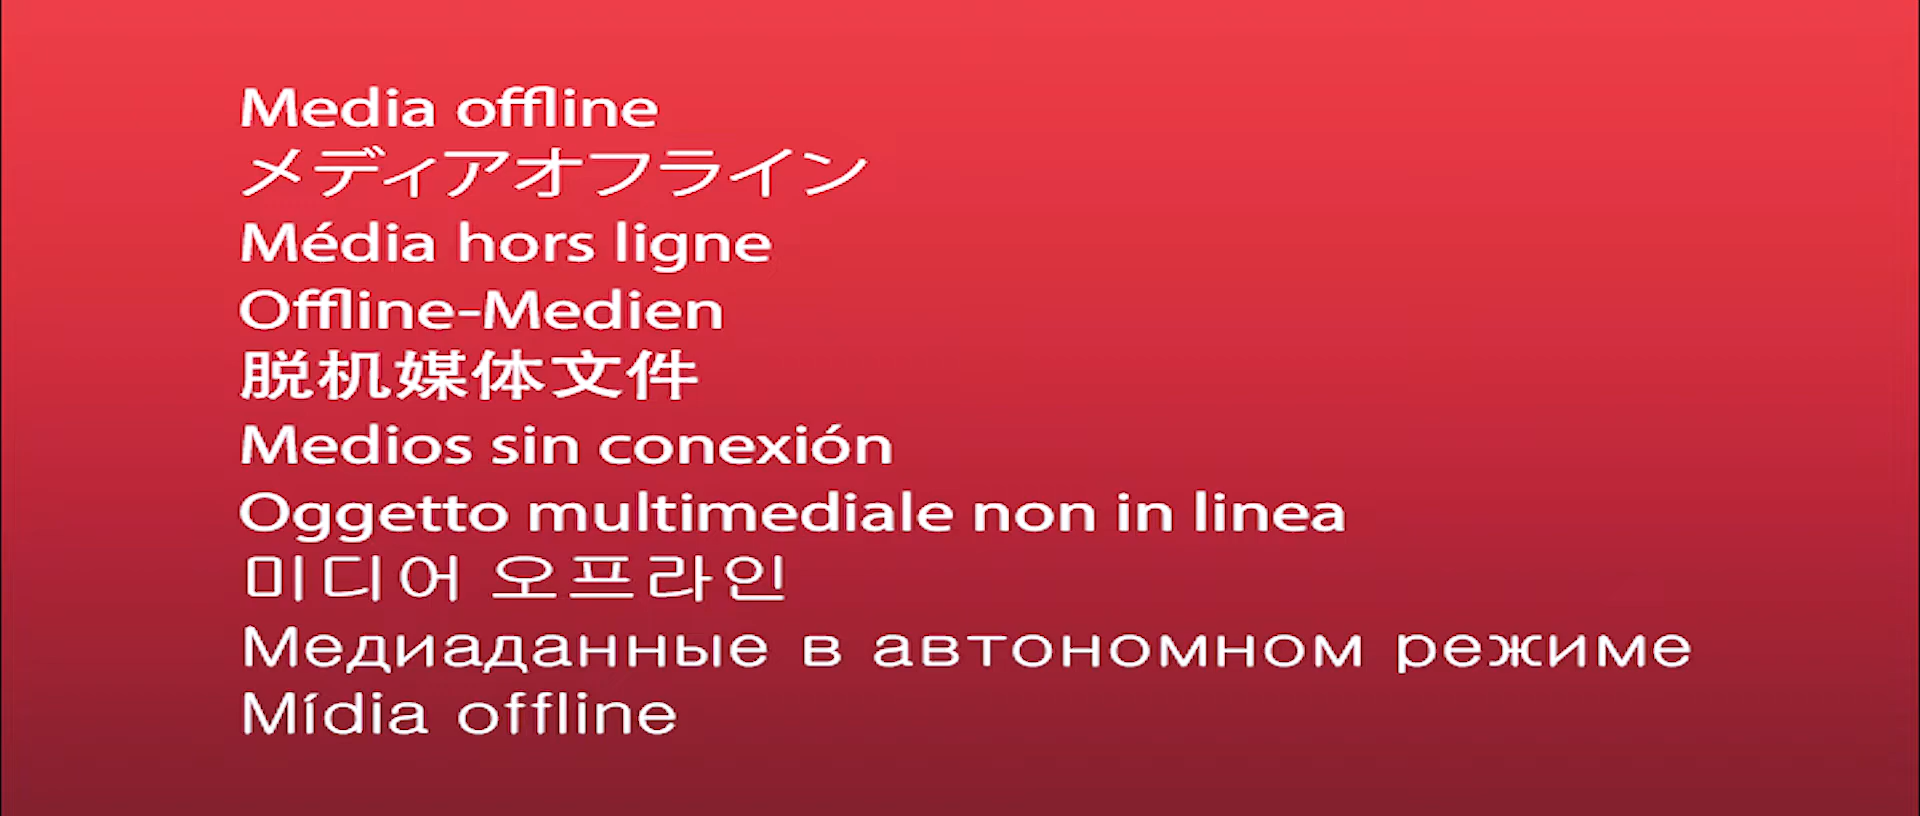 Media offline
メディアオフライン
Média hors ligne
Offline-Medien
脱机媒体文件
Medios sin conexión
Oggetto multimediale non in linea
미디어 오프라인
Медиаданные в автономном режиме
Mídia offline